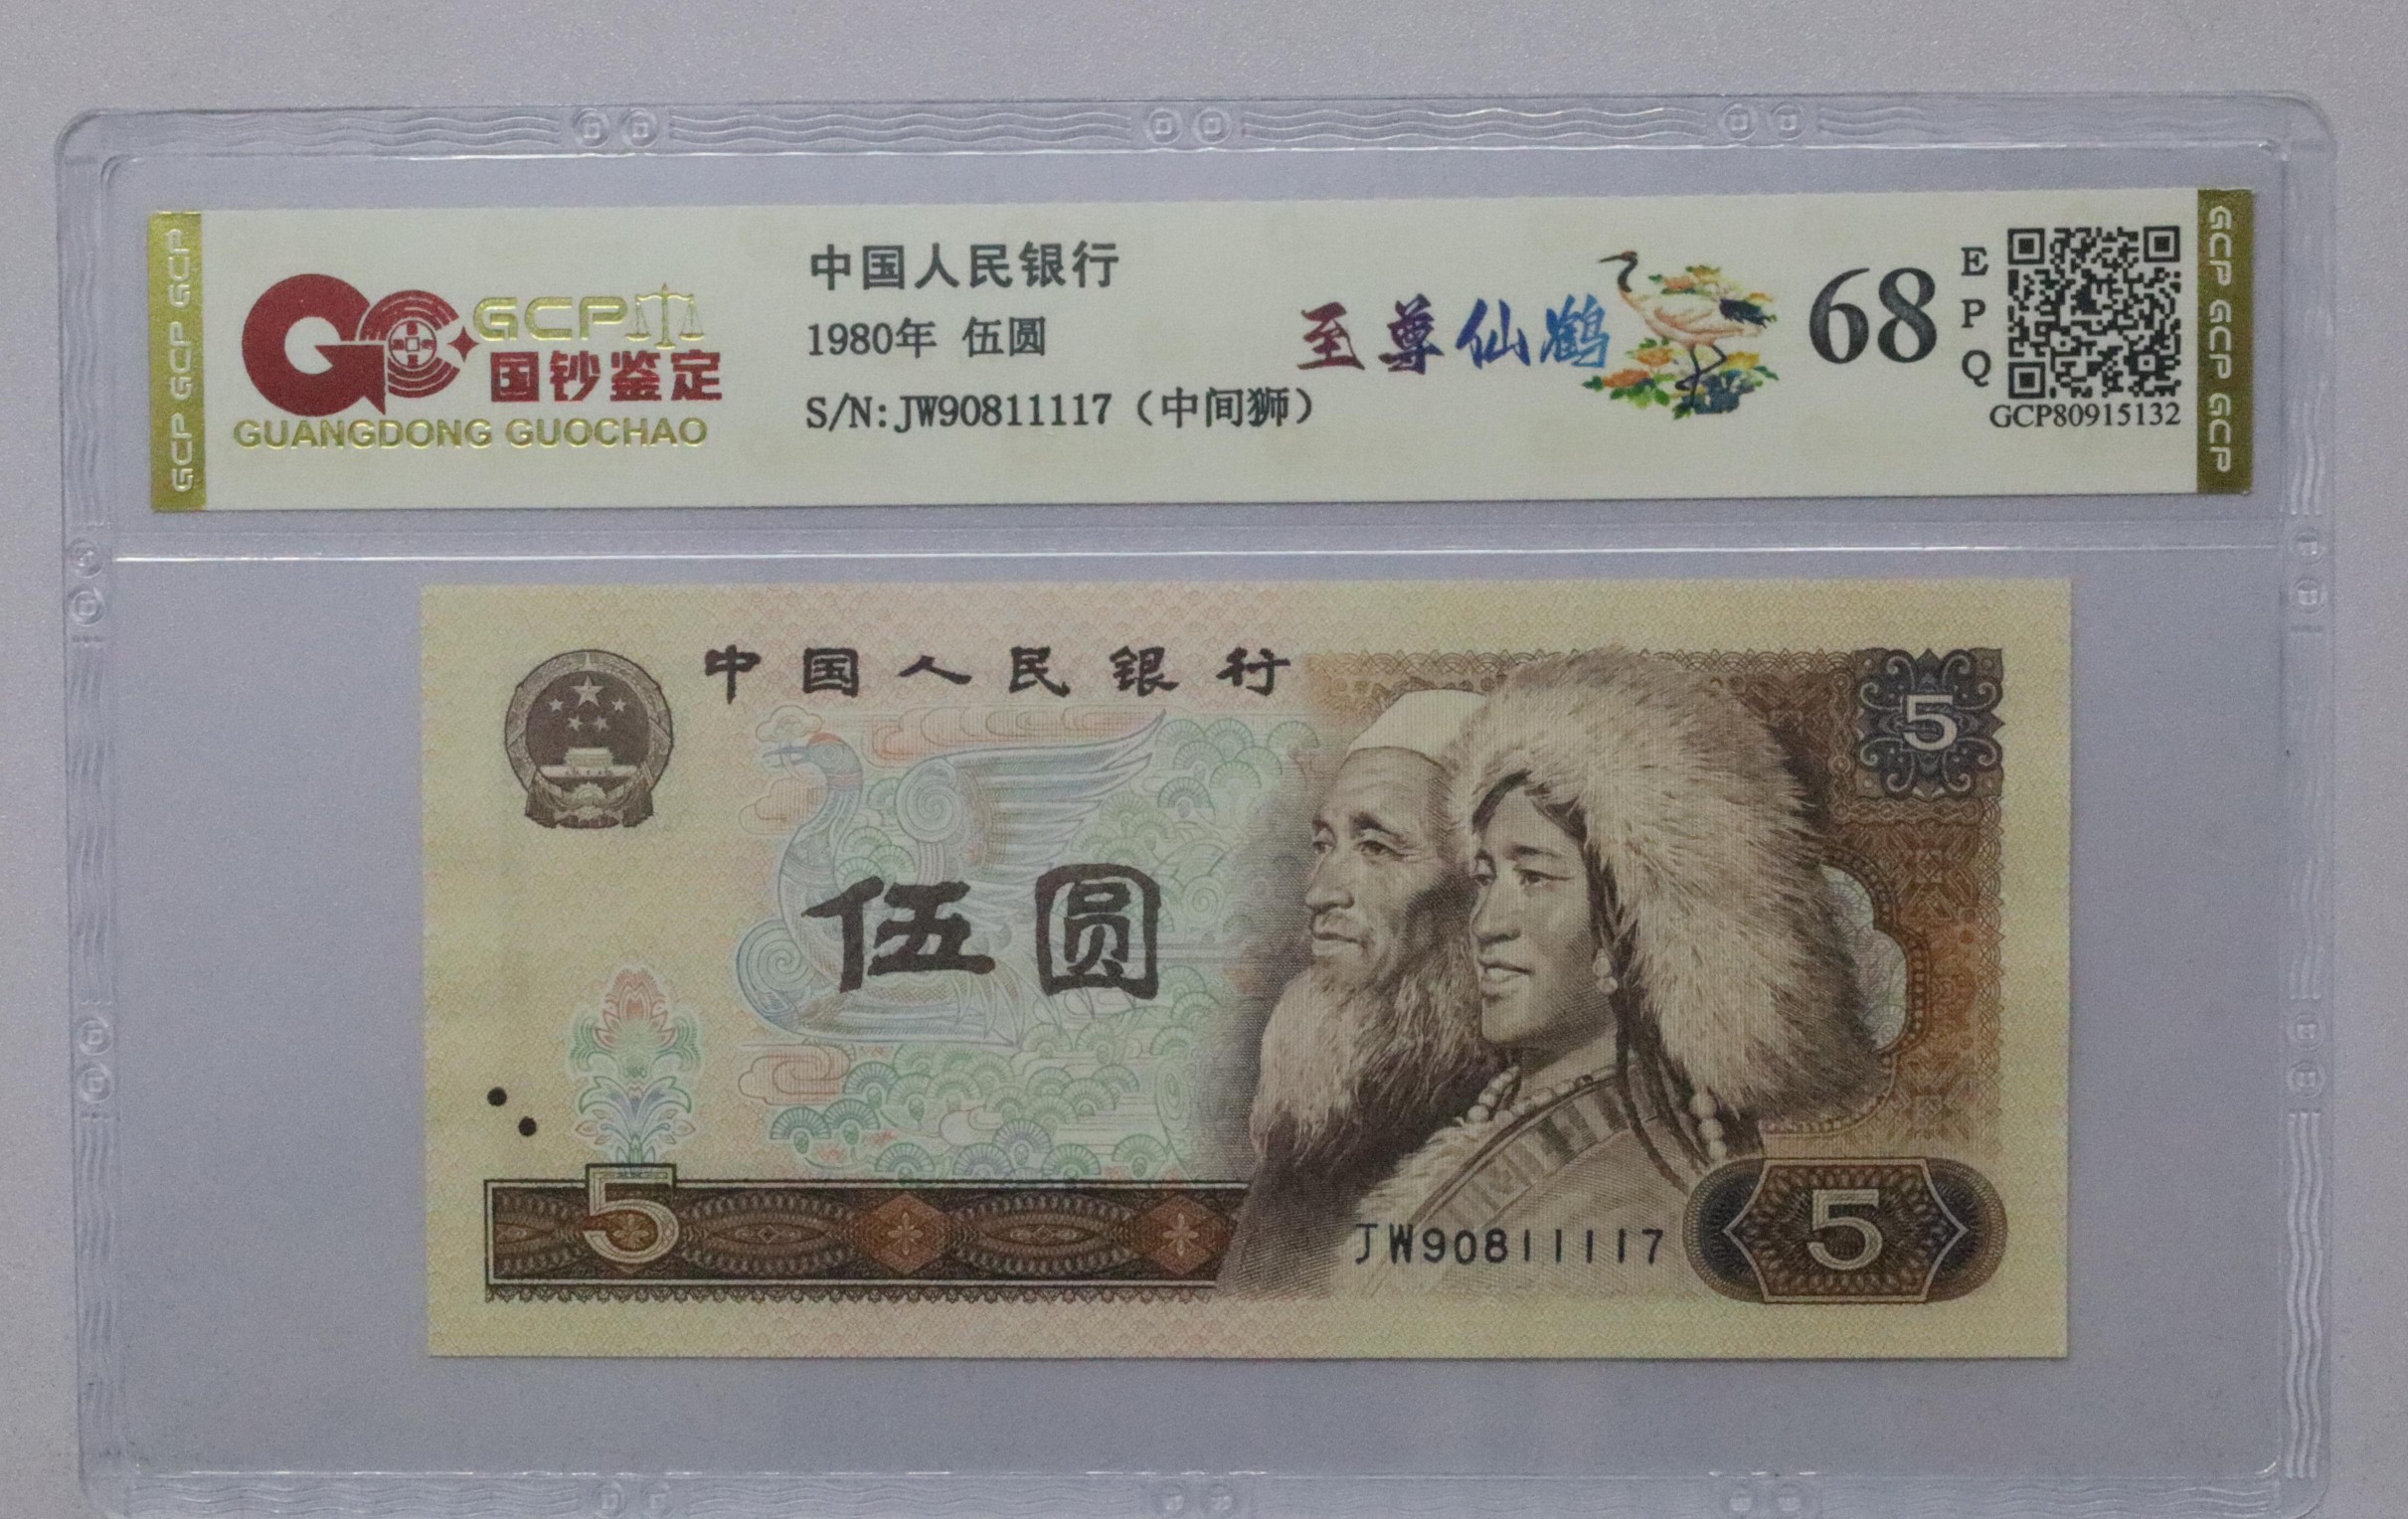 GCP GCP GCP
GCP
国钞鉴定
GUANGDONG GUOCHAO
中国人民银行
1980年 伍圆
S/N:JW90811117（中间狮）
至尊仙鹤
68
EPQ
GCP80915132
GCP GCP GCP
中国人民银行
5
伍圆
5
JW90811117
5